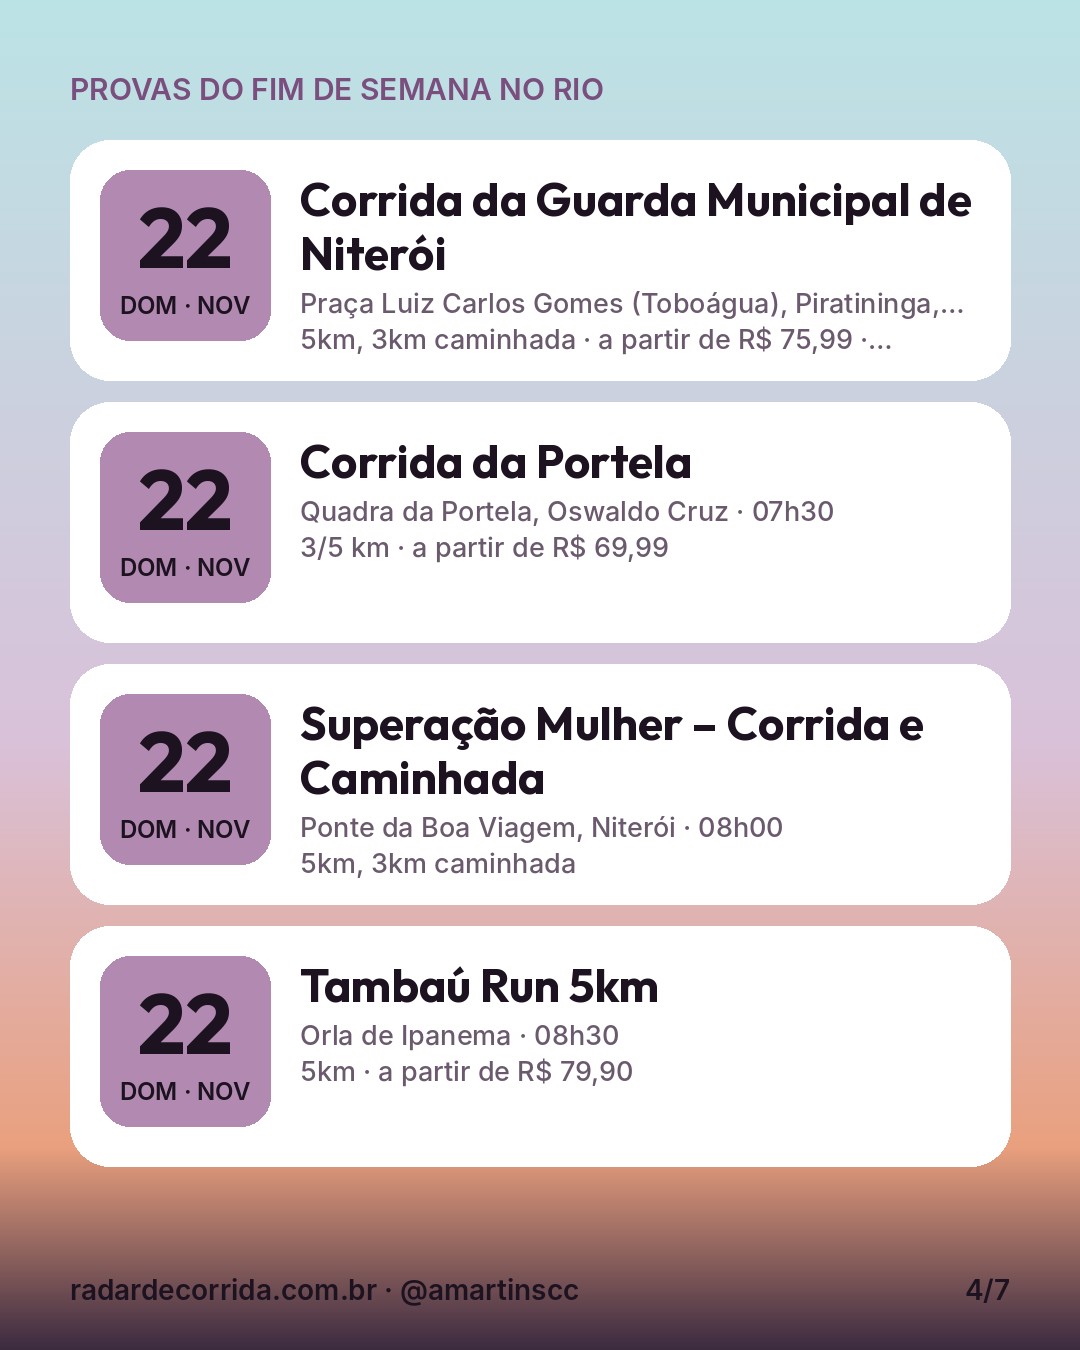 PROVAS DO FIM DE SEMANA NO RIO
22
DOM · NOV
Corrida da Guarda Municipal de
Niterói
Praça Luiz Carlos Gomes (Toboágua), Piratininga,...
5km, 3km caminhada · a partir de R$ 75,99 ·...
22
DOM · NOV
Corrida da Portela
Quadra da Portela, Oswaldo Cruz · 07h30
3/5 km · a partir de R$ 69,99
22
DOM · NOV
Superação Mulher – Corrida e
Caminhada
Ponte da Boa Viagem, Niterói · 08h00
5km, 3km caminhada
22
DOM · NOV
Tambaú Run 5km
Orla de Ipanema · 08h30
5km · a partir de R$ 79,90
radardecorrida.com.br · @amartinscc
4/7